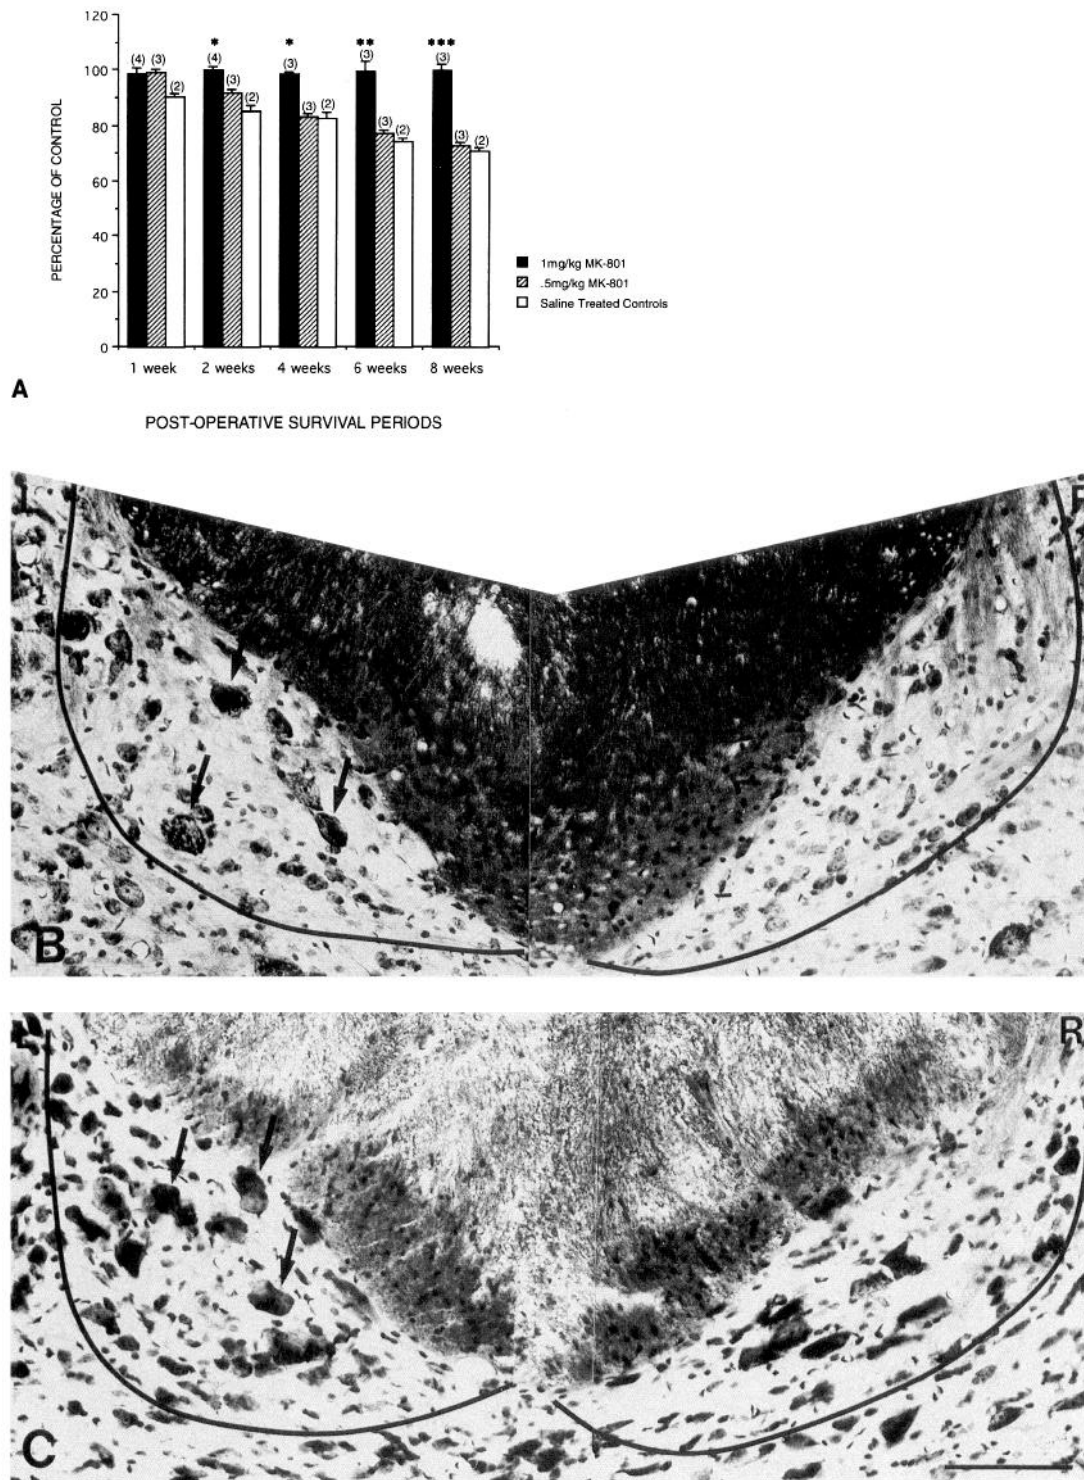 120
100
80
60
40
20
0
PERCENTAGE OF CONTROL
* * ** ***
(4) (3) (2) (4) (3) (2) (3) (3) (2) (3) (3) (2) (3) (3) (2)
1mg/kg MK-801
.5mg/kg MK-801
Saline Treated Controls
1 week 2 weeks 4 weeks 6 weeks 8 weeks
A
POST-OPERATIVE SURVIVAL PERIODS
B
R
C